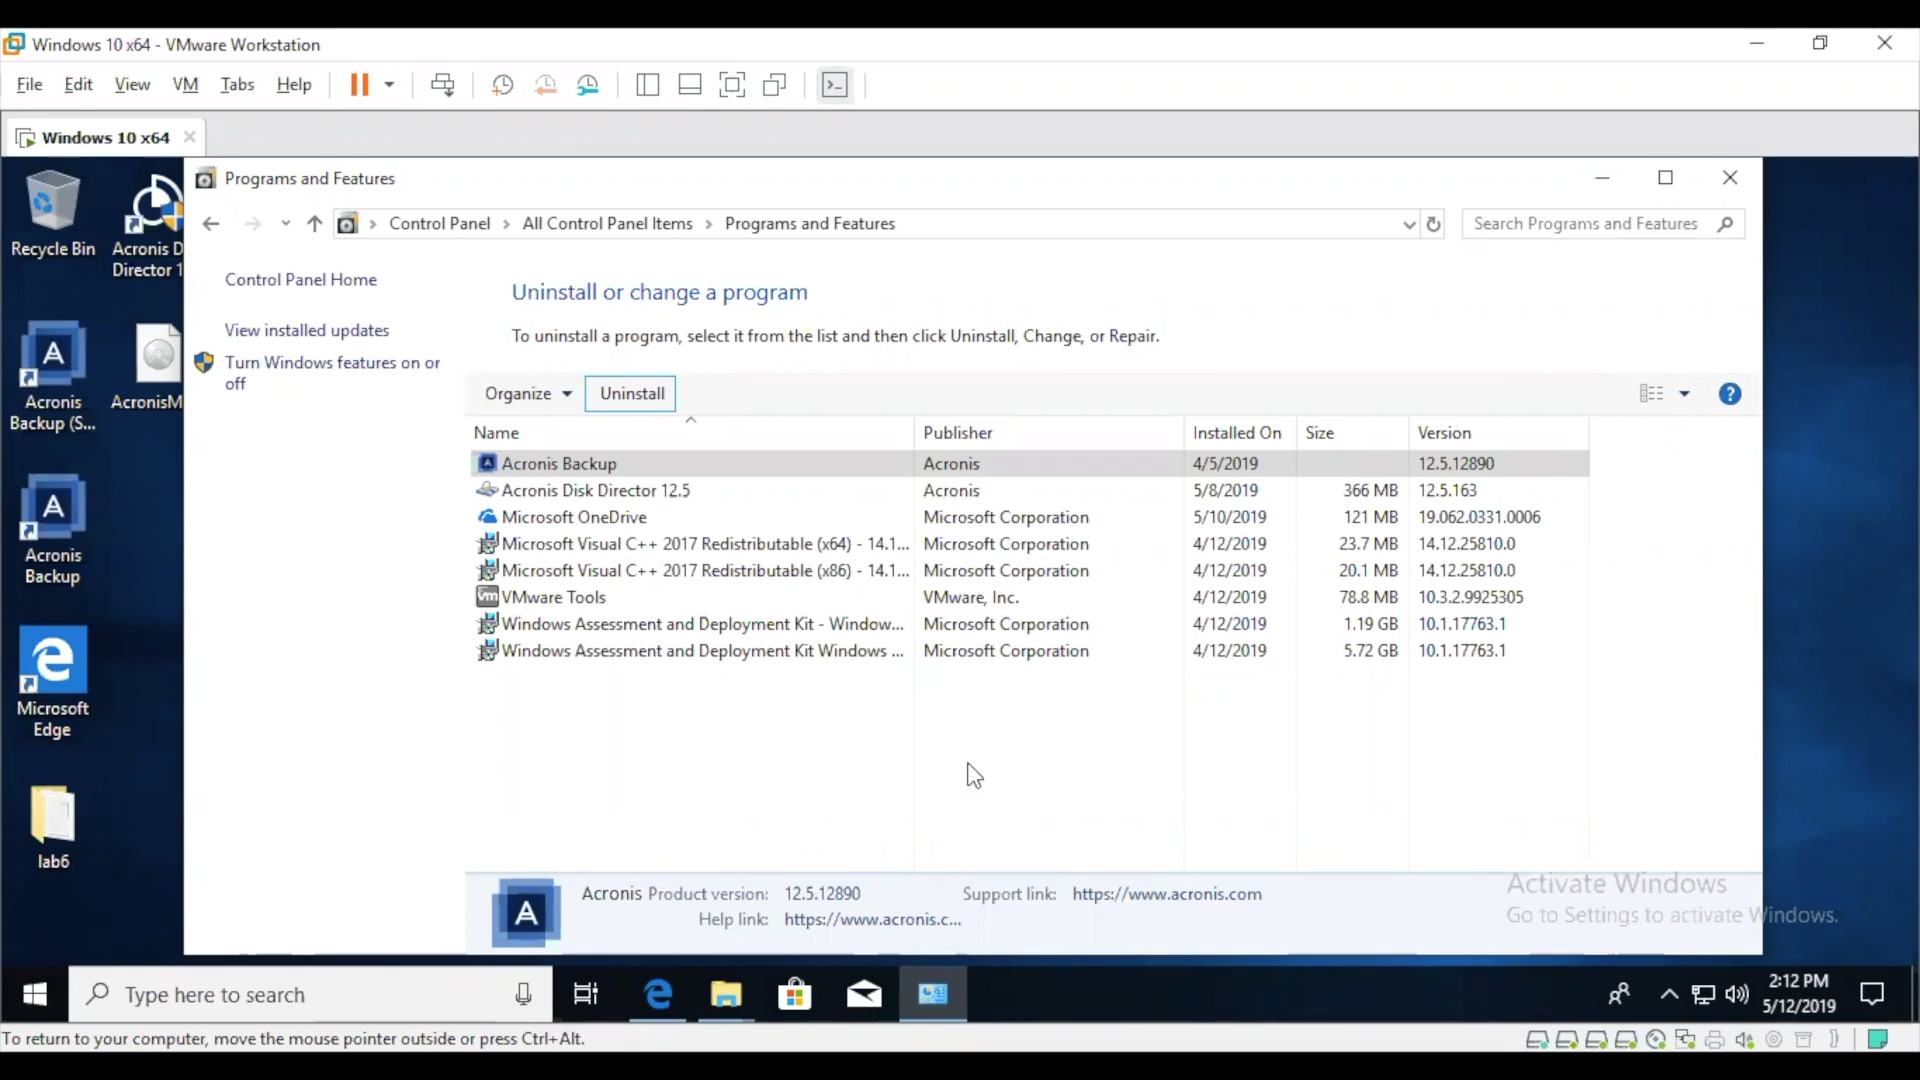 Windows 10 x64 - VMware Workstation
File Edit View VM Tabs Help
Windows 10 x64
Programs and Features
Control Panel > All Control Panel Items > Programs and Features
Search Programs and Features
Recycle Bin
Acronis D
Director 1
Acronis
Backup (S...
AcronisM
Acronis
Backup
Microsoft
Edge
lab6
Control Panel Home
View installed updates
Turn Windows features on or
off
Uninstall or change a program
To uninstall a program, select it from the list and then click Uninstall, Change, or Repair.
Organize Uninstall
Name Publisher Installed On Size Version
Acronis Backup Acronis 4/5/2019 12.5.12890
Acronis Disk Director 12.5 Acronis 5/8/2019 366 MB 12.5.163
Microsoft OneDrive Microsoft Corporation 5/10/2019 121 MB 19.062.0331.0006
Microsoft Visual C++ 2017 Redistributable (x64) - 14.1... Microsoft Corporation 4/12/2019 23.7 MB 14.12.25810.0
Microsoft Visual C++ 2017 Redistributable (x86) - 14.1... Microsoft Corporation 4/12/2019 20.1 MB 14.12.25810.0
VMware Tools VMware, Inc. 4/12/2019 78.8 MB 10.3.2.9925305
Windows Assessment and Deployment Kit - Window... Microsoft Corporation 4/12/2019 1.19 GB 10.1.17763.1
Windows Assessment and Deployment Kit Windows ... Microsoft Corporation 4/12/2019 5.72 GB 10.1.17763.1
Acronis Product version: 12.5.12890 Support link: https://www.acronis.com
Help link: https://www.acronis.c...
Activate Windows
Go to Settings to activate Windows.
Type here to search
2:12 PM
5/12/2019
To return to your computer, move the mouse pointer outside or press Ctrl+Alt.